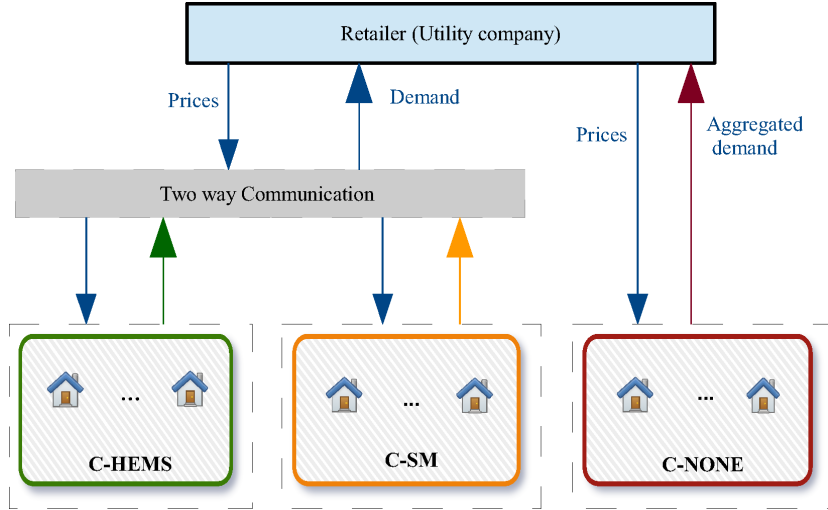 Retailer (Utility company)
Prices
Demand
Prices
Aggregated
demand
Two way Communication
...
C-HEMS
...
C-SM
...
C-NONE